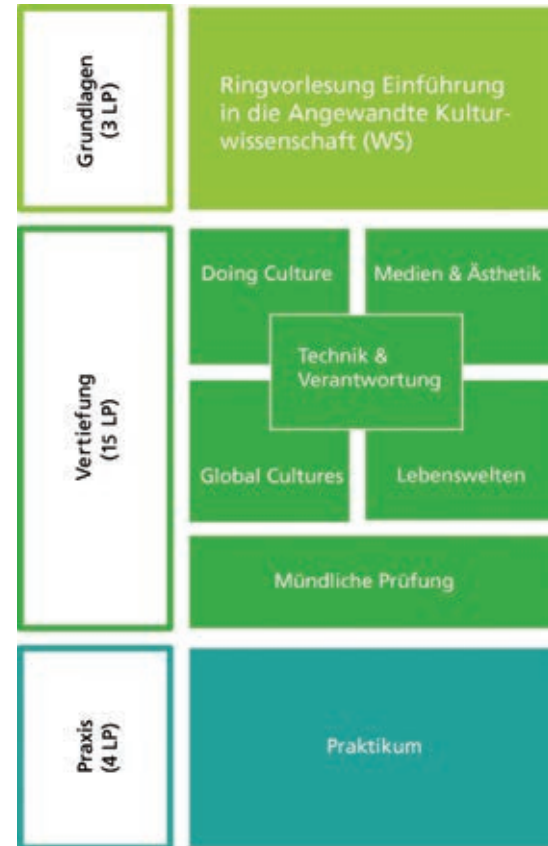 Grundlagen
(3 LP)
Ringvorlesung Einführung
in die Angewandte Kultur-
wissenschaft (WS)
Vertiefung
(15 LP)
Doing Culture
Medien & Ästhetik
Technik &
Verantwortung
Global Cultures
Lebenswelten
Mündliche Prüfung
Praxis
(4 LP)
Praktikum